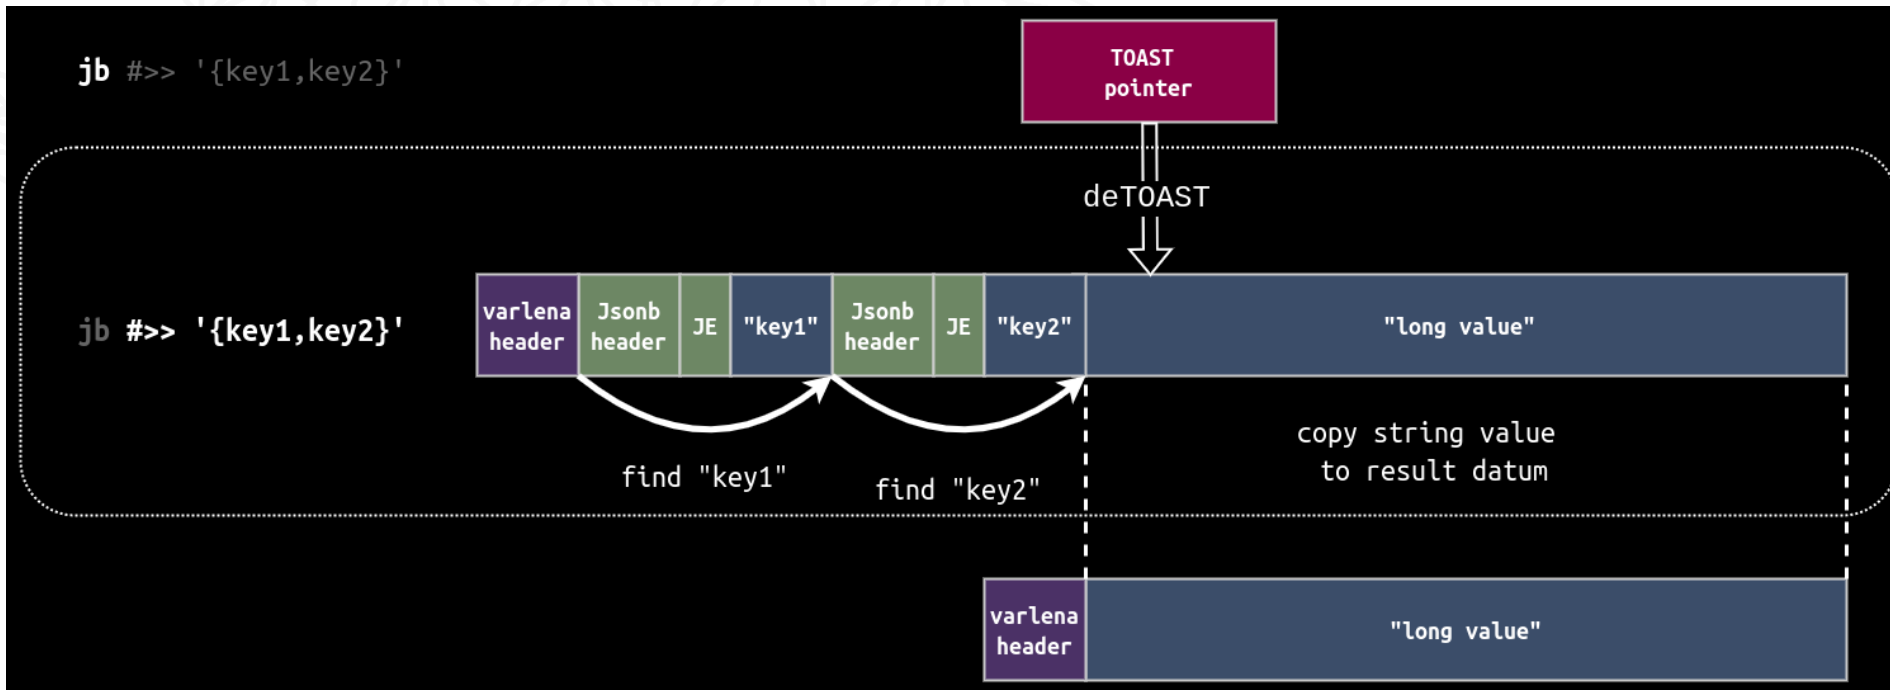 jb #>> '{key1,key2}'
TOAST
pointer
deTOAST
jb #>> '{key1,key2}'
varlena
header
Jsonb
header
JE
"key1"
Jsonb
header
JE
"key2"
"long value"
find "key1"
find "key2"
copy string value
to result datum
varlena
header
"long value"